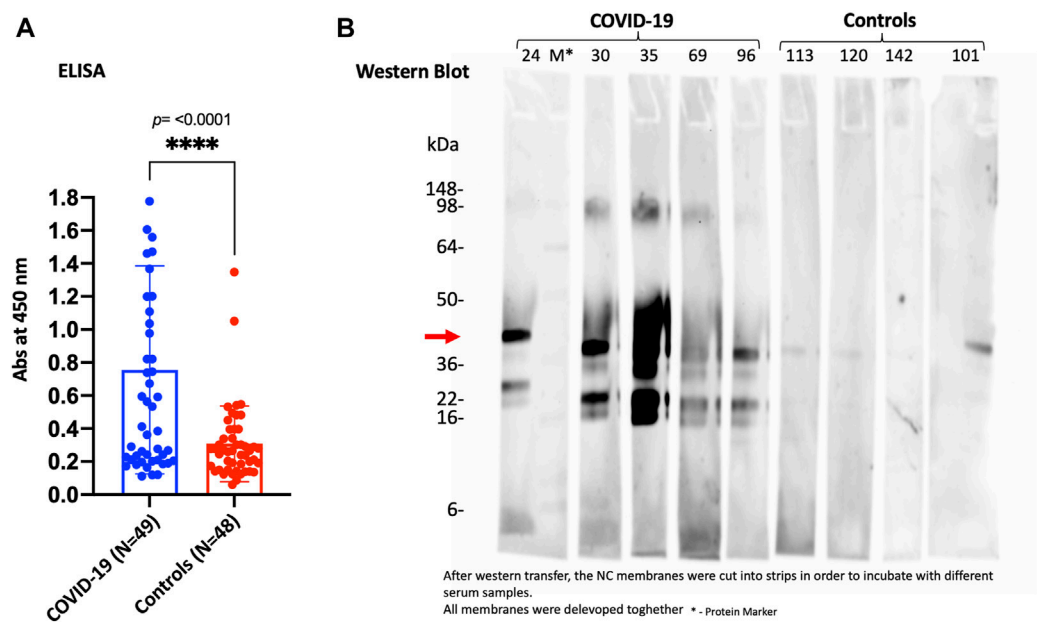 A
ELISA
p= <0.0001
****
Abs at 450 nm
1.8
1.6
1.4
1.2
1.0
0.8
0.6
0.4
0.2
0.0
COVID-19 (N=49)
Controls (N=48)
B
COVID-19
Controls
Western Blot
24 M* 30 35 69 96 113 120 142 101
kDa
148-
98-
64-
50-
36-
22-
16-
6-
After western transfer, the NC membranes were cut into strips in order to incubate with different
serum samples.
All membranes were delevoped toghether * - Protein Marker